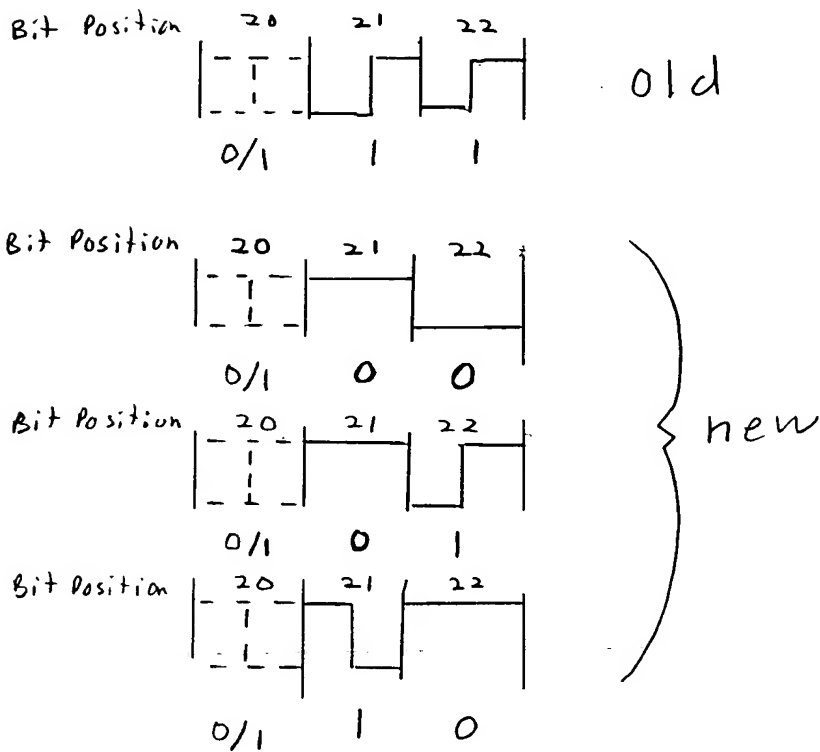 Bit Position 20 21 22
old
0/1 1 1
Bit Position 20 21 22
0/1 0 0
Bit Position 20 21 22
new
0/1 0 1
Bit Position 20 21 22
0/1 1 0